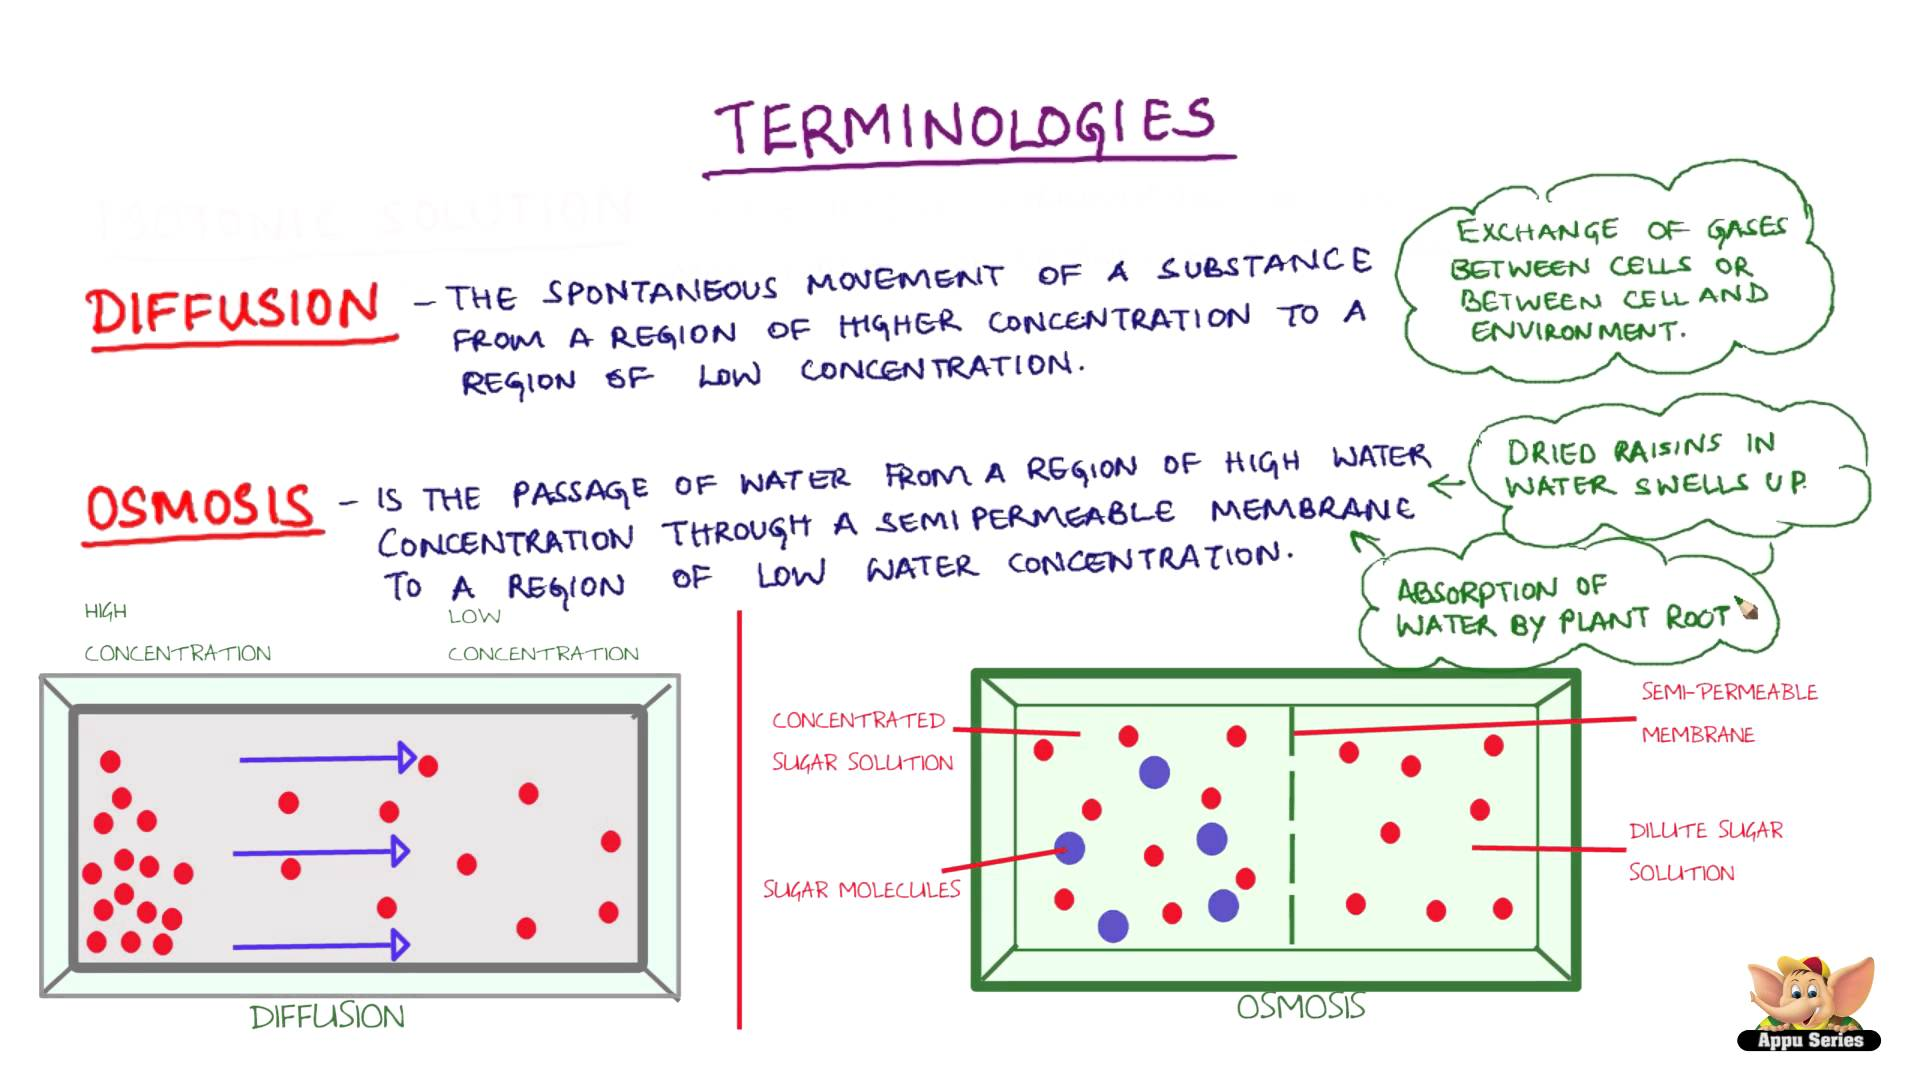 TERMINOLOGIES
ISOTONIC SOLUTION
DIFFUSION
- THE SPONTANEOUS MOVEMENT OF A SUBSTANCE
FROM A REGION OF HIGHER CONCENTRATION TO A
REGION OF LOW CONCENTRATION.
EXCHANGE OF GASES
BETWEEN CELLS OR
BETWEEN CELL AND
ENVIRONMENT.
OSMOSIS
- IS THE PASSAGE OF WATER FROM A REGION OF HIGH WATER
CONCENTRATION THROUGH A SEMIPERMEABLE MEMBRANE
TO A REGION OF LOW WATER CONCENTRATION.
DRIED RAISINS IN
WATER SWELLS UP.
ABSORPTION OF
WATER BY PLANT ROOT
HIGH
CONCENTRATION
LOW
CONCENTRATION
DIFFUSION
CONCENTRATED
SUGAR SOLUTION
SUGAR MOLECULES
SEMI-PERMEABLE
MEMBRANE
DILUTE SUGAR
SOLUTION
OSMOSIS
Appu Series